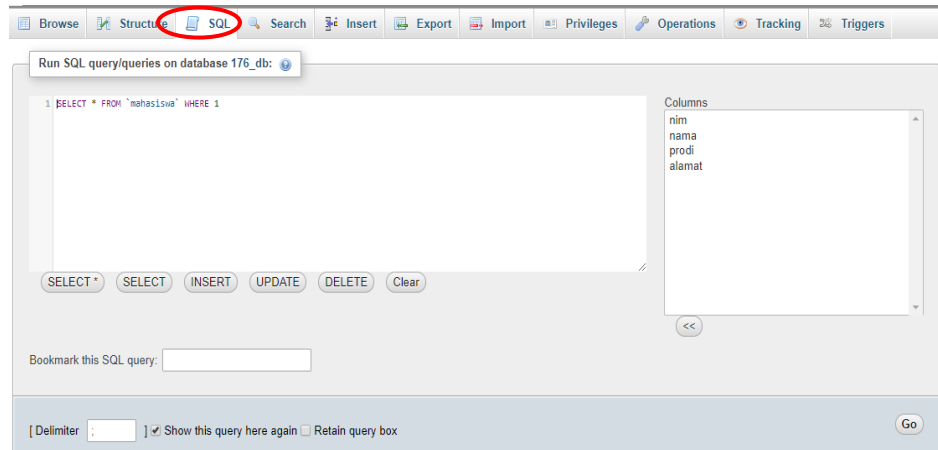 Browse Structure SQL Search Insert Export Import Privileges Operations Tracking Triggers
Run SQL query/queries on database 176_db:
1 SELECT * FROM `mahasiswa` WHERE 1
Columns
nim
nama
prodi
alamat
SELECT * SELECT INSERT UPDATE DELETE Clear
<<
Bookmark this SQL query:
[ Delimiter ; ] Show this query here again Retain query box
Go